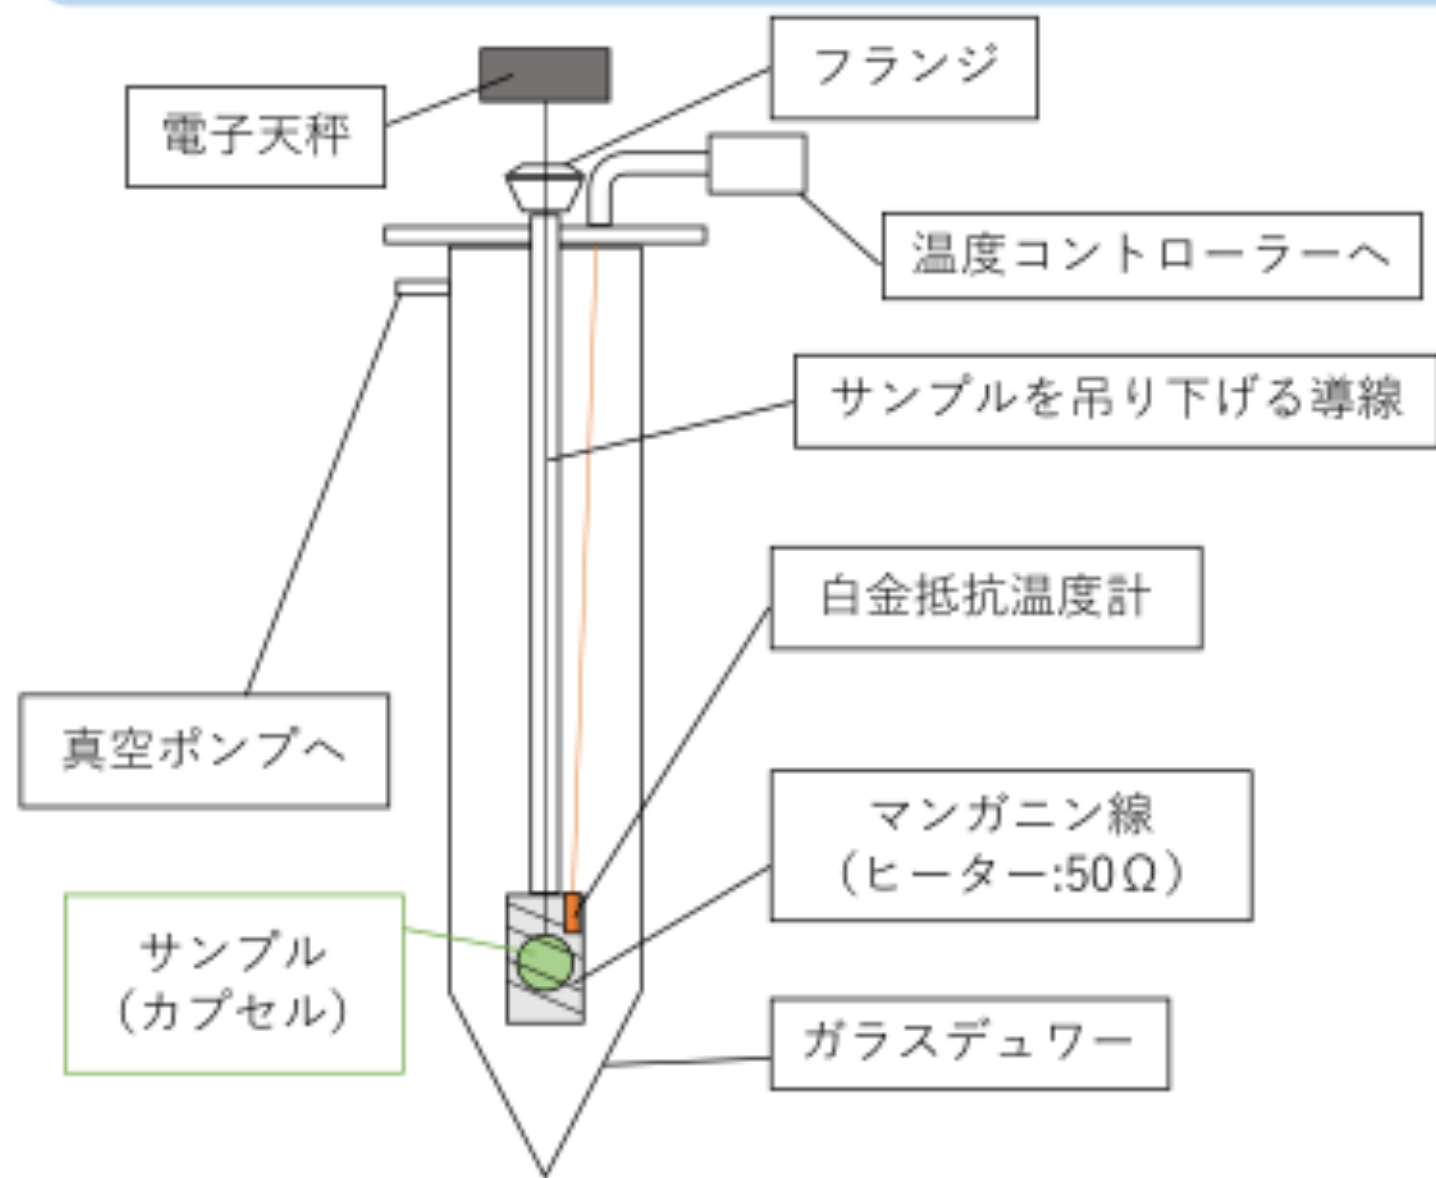 フランジ
電子天秤
温度コントローラーへ
サンプルを吊り下げる導線
白金抵抗温度計
真空ポンプへ
マンガニン線
（ヒーター:50Ω）
サンプル
（カプセル）
ガラスデュワー